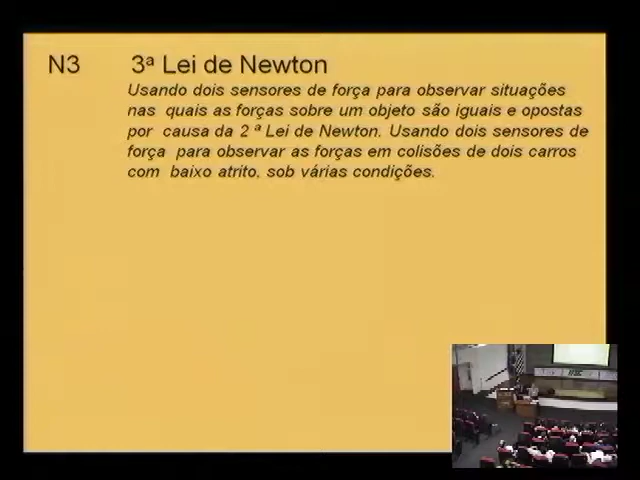 N3 3ª Lei de Newton
Usando dois sensores de força para observar situações
nas quais as forças sobre um objeto são iguais e opostas
por causa da 2 ª Lei de Newton. Usando dois sensores de
força para observar as forças em colisões de dois carros
com baixo atrito, sob várias condições.